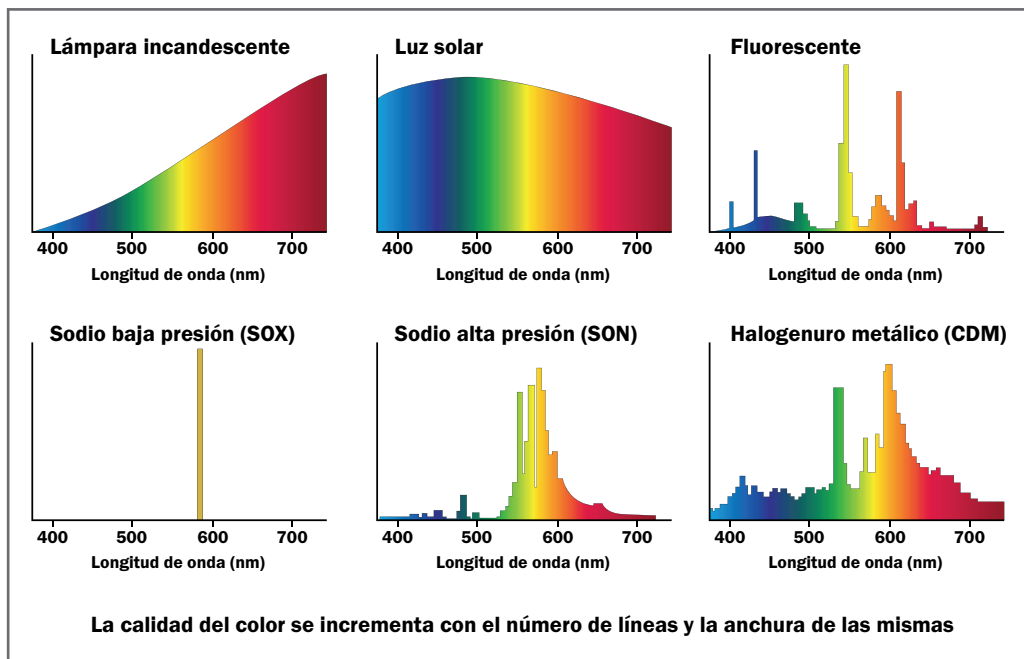 Lámpara incandescente
Luz solar
Fluorescente
400 500 600 700
Longitud de onda (nm)
400 500 600 700
Longitud de onda (nm)
400 500 600 700
Longitud de onda (nm)
Sodio baja presión (SOX)
Sodio alta presión (SON)
Halogenuro metálico (CDM)
400 500 600 700
Longitud de onda (nm)
400 500 600 700
Longitud de onda (nm)
400 500 600 700
Longitud de onda (nm)
La calidad del color se incrementa con el número de líneas y la anchura de las mismas